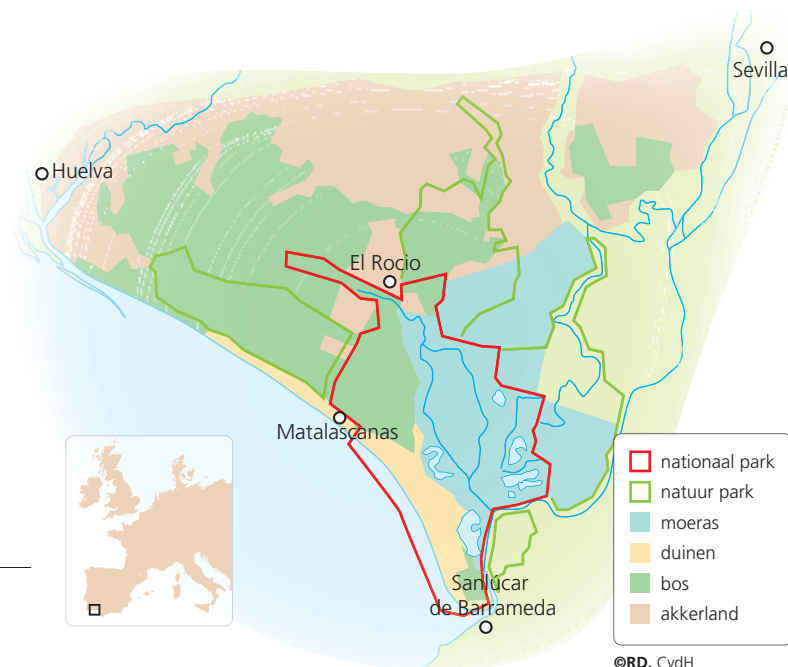 Sevilla
Huelva
El Rocio
Matalascanas
Sanlúcar
de Barrameda
nationaal park
natuur park
moeras
duinen
bos
akkerland
©RD, CvdH